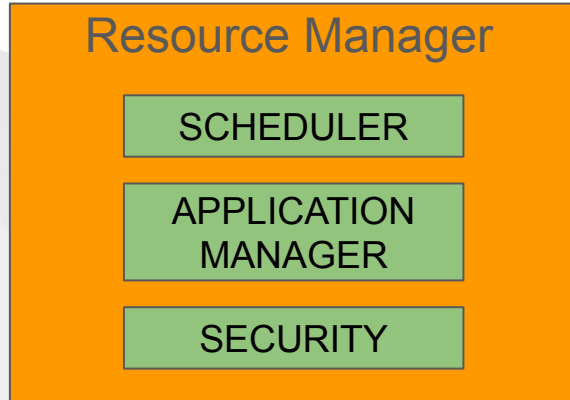 Resource Manager
SCHEDULER
APPLICATION
MANAGER
SECURITY